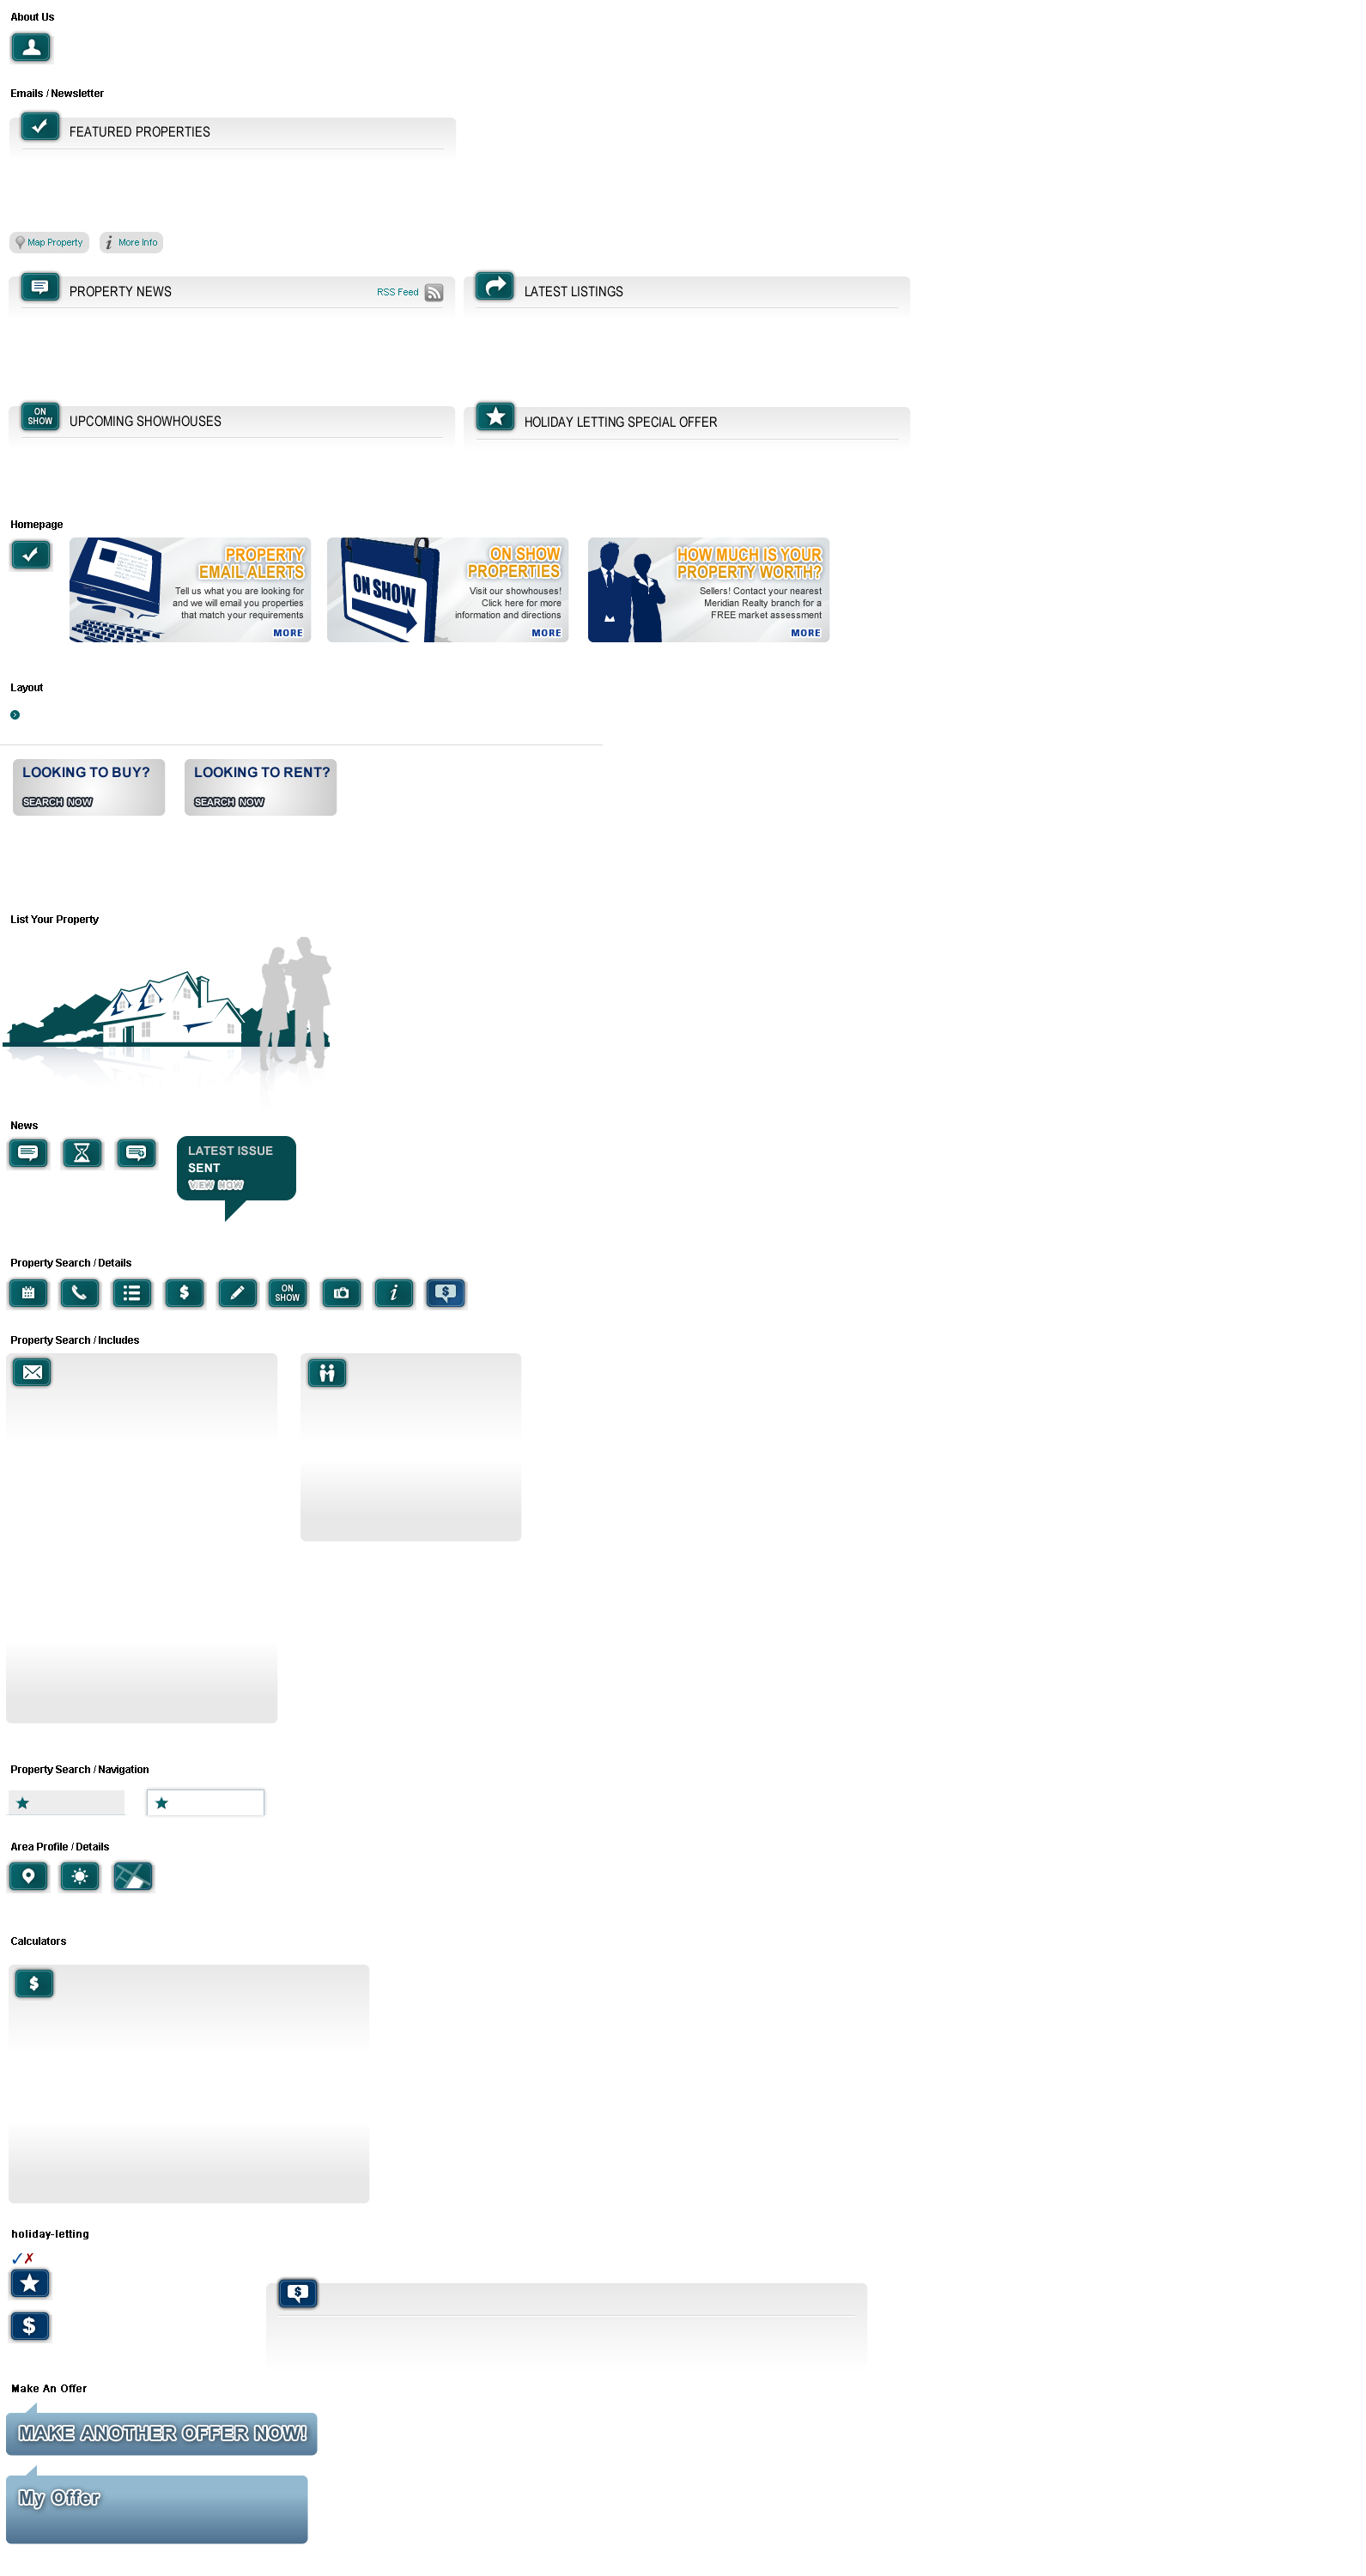 About Us
Emails / Newsletter
FEATURED PROPERTIES
Map Property
More Info
PROPERTY NEWS
RSS Feed
LATEST LISTINGS
ON
SHOW
UPCOMING SHOWHOUSES
HOLIDAY LETTING SPECIAL OFFER
Homepage
PROPERTY
EMAIL ALERTS
Tell us what you are looking for
and we will email you properties
that match your requirements
MORE
ON SHOW
ON SHOW
PROPERTIES
Visit our showhouses!
Click here for more
information and directions
MORE
HOW MUCH IS YOUR
PROPERTY WORTH?
Sellers! Contact your nearest
Meridian Realty branch for a
FREE market assessment
MORE
Layout
LOOKING TO BUY?
SEARCH NOW
LOOKING TO RENT?
SEARCH NOW
List Your Property
News
LATEST ISSUE
SENT
VIEW NOW
Property Search / Details
$
ON
SHOW
i
$
Property Search / Includes
Property Search / Navigation
Area Profile / Details
Calculators
$
holiday-letting
✓✗
$
$
Make An Offer
MAKE ANOTHER OFFER NOW!
My Offer